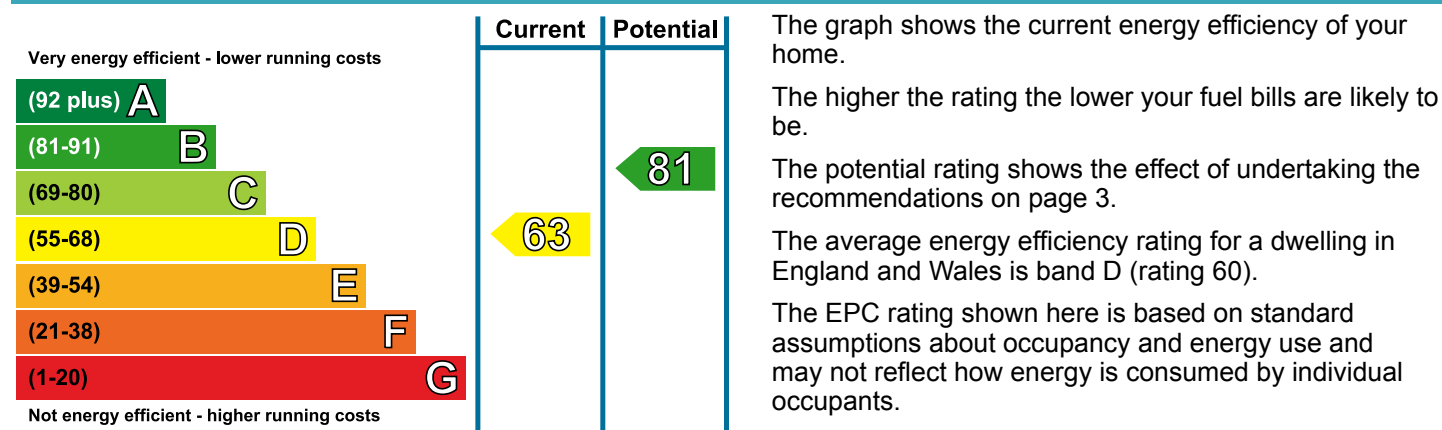 Current Potential
Very energy efficient - lower running costs
(92 plus) A
(81-91) B
(69-80) C
(55-68) D
(39-54) E
(21-38) F
(1-20) G
Not energy efficient - higher running costs
81
63
The graph shows the current energy efficiency of your
home.
The higher the rating the lower your fuel bills are likely to
be.
The potential rating shows the effect of undertaking the
recommendations on page 3.
The average energy efficiency rating for a dwelling in
England and Wales is band D (rating 60).
The EPC rating shown here is based on standard
assumptions about occupancy and energy use and
may not reflect how energy is consumed by individual
occupants.